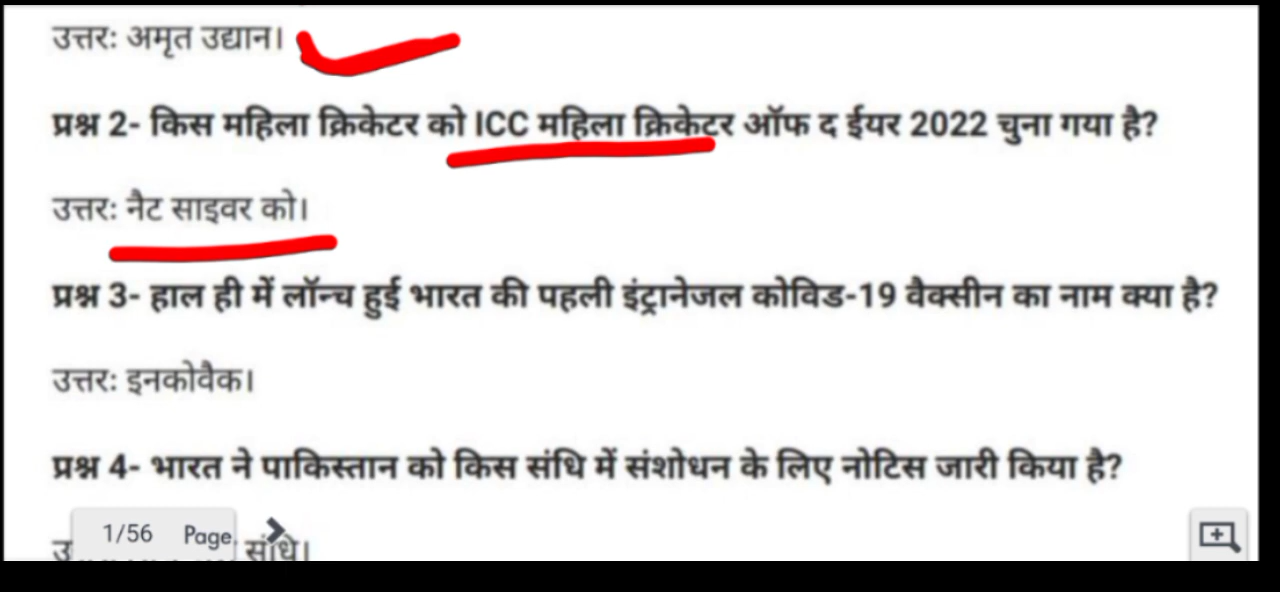 उत्तर: अमृत उद्यान।
प्रश्न 2- किस महिला क्रिकेटर को ICC महिला क्रिकेटर ऑफ द ईयर 2022 चुना गया है?
उत्तर: नैट साइवर को।
प्रश्न 3- हाल ही में लॉन्च हुई भारत की पहली इंट्रानेजल कोविड-19 वैक्सीन का नाम क्या है?
उत्तर: इनकोवैक।
प्रश्न 4- भारत ने पाकिस्तान को किस संधि में संशोधन के लिए नोटिस जारी किया है?
1/56 Page
संधि।